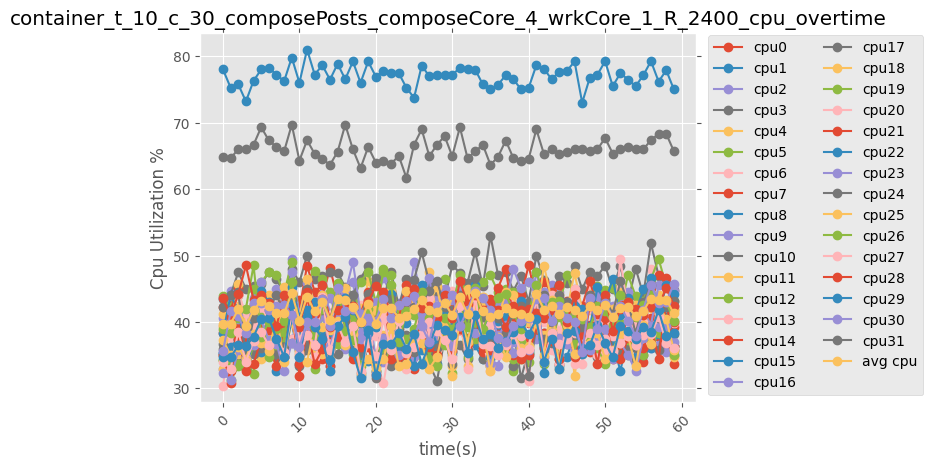 container_t_10_c_30_composePosts_composeCore_4_wrkCore_1_R_2400_cpu_overtime
80
70
60
50
40
30
Cpu Utilization %
0
10
20
30
40
50
60
time(s)
cpu0
cpu1
cpu2
cpu3
cpu4
cpu5
cpu6
cpu7
cpu8
cpu9
cpu10
cpu11
cpu12
cpu13
cpu14
cpu15
cpu16
cpu17
cpu18
cpu19
cpu20
cpu21
cpu22
cpu23
cpu24
cpu25
cpu26
cpu27
cpu28
cpu29
cpu30
cpu31
avg cpu